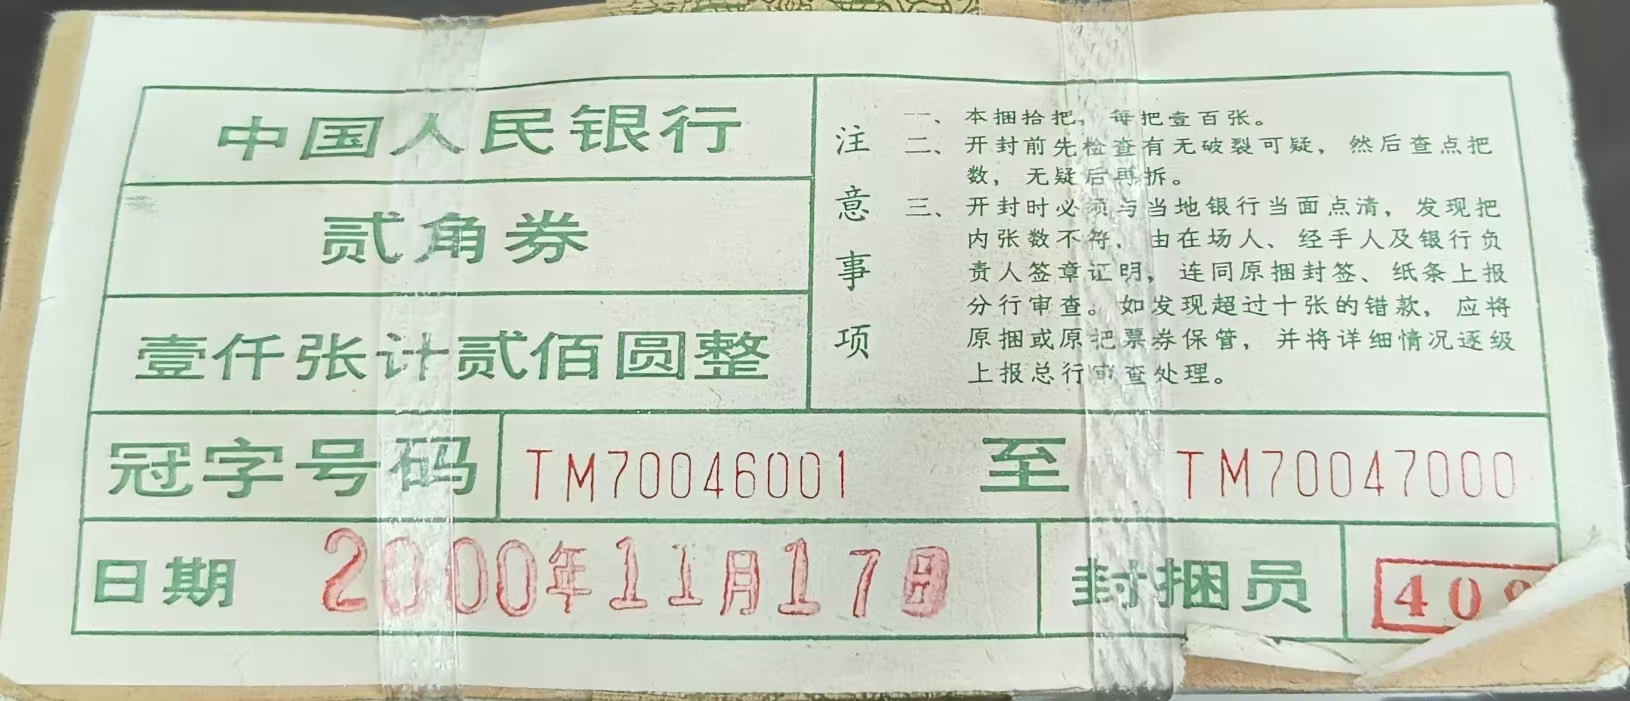 中国人民银行
贰角券
壹仟张计贰佰圆整
注意事项
一、本捆拾把，每把壹百张。
二、开封前先检查有无破裂可疑，然后查点把
数，无疑后再拆。
三、开封时必须与当地银行当面点清，发现把
内张数不符，由在场人、经手人及银行负
责人签章证明，连同原捆封签、纸条上报
分行审查。如发现超过十张的错款，应将
原捆或原把票券保管，并将详细情况逐级
上报总行审查处理。
冠字号码 TM70046001 至 TM70047000
日期 2000年11月17日 封捆员 40